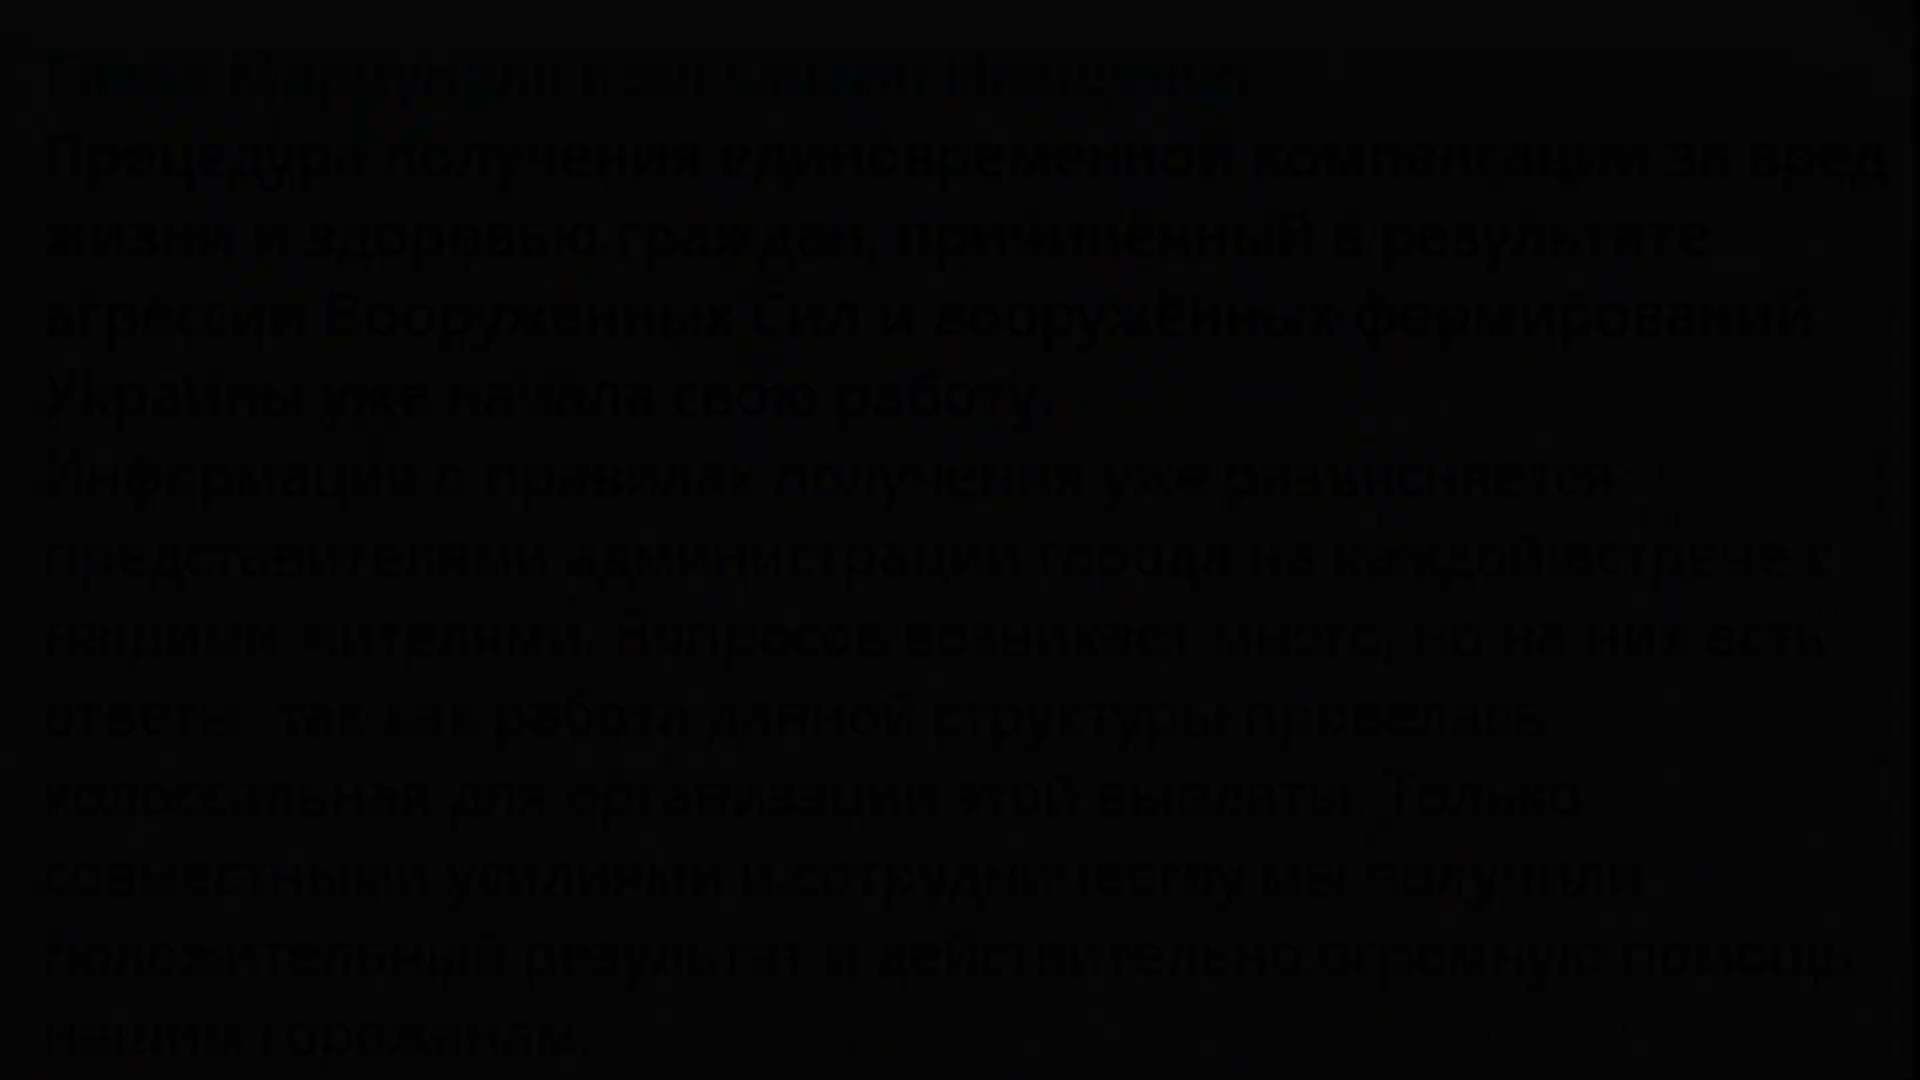 Процедура получения единовременной компенсации за вред
жизни и здоровью граждан, причинённый в результате
агрессии Вооруженных Сил и вооружённых формирований
Украины уже начала свою работу.
Информация о правилах получения уже разъясняется
представителями администрации города на каждой встрече с
нашими жителями. Вопросов возникает много, но на них есть
ответы так как работа данной структуры провелась
колоссальная для организации этой выплаты. Только
совместными усилиями и сотрудничеству мы получили
положительный результат и действительно огромную помощь
нашим горожанам.